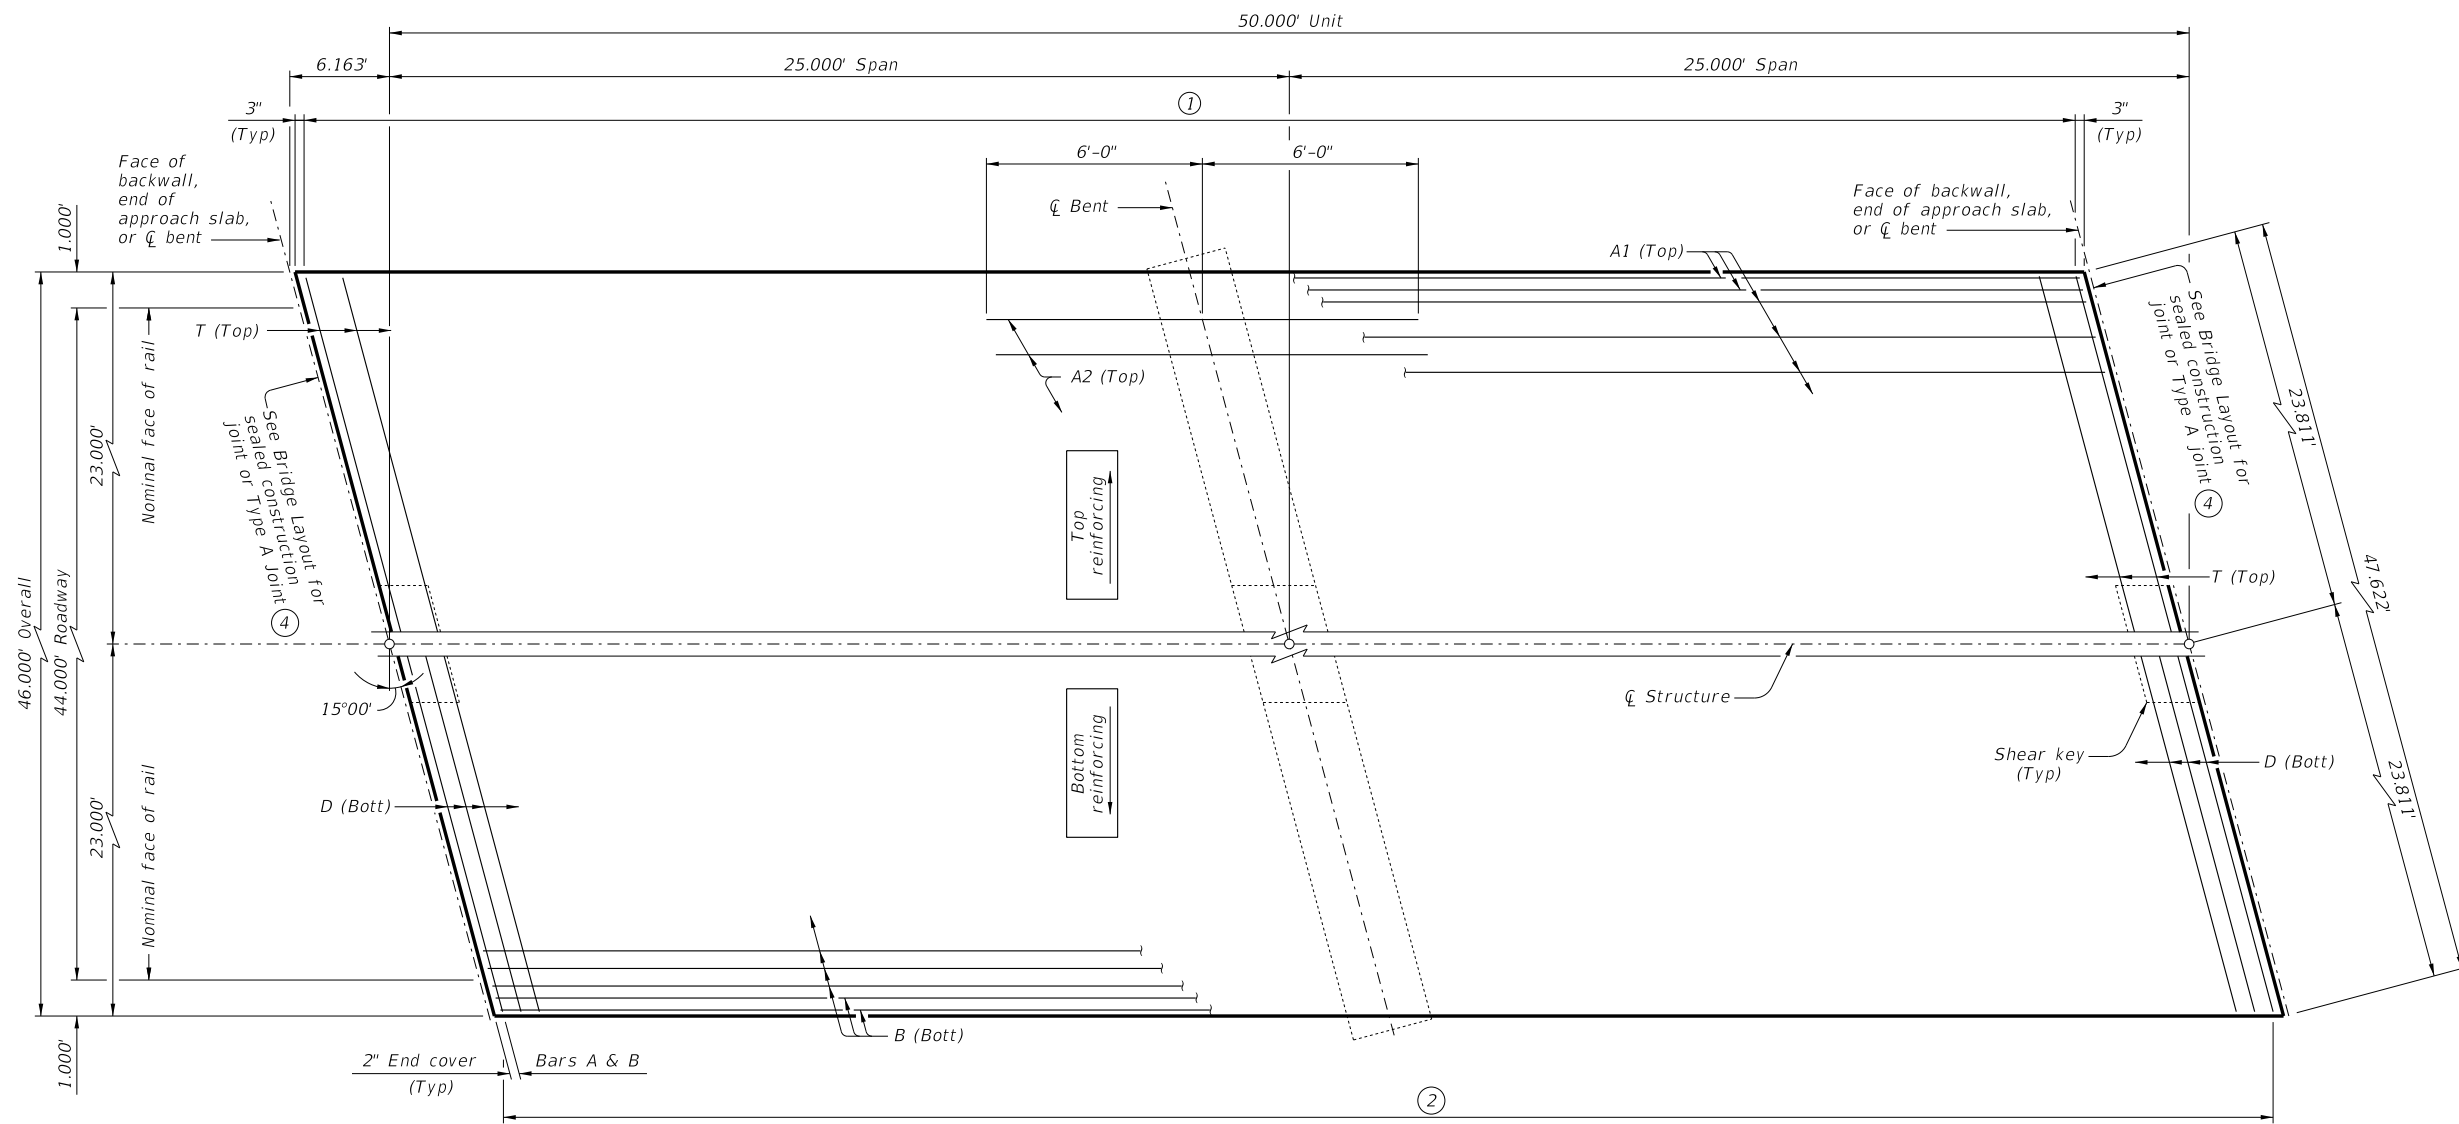 50.000' Unit
6.163'
25.000' Span
25.000' Span
3"
(Typ)
1
3"
(Typ)
6'-0"
6'-0"
Face of
backwall,
end of
approach slab,
or ℄ bent
℄ Bent
Face of backwall,
end of approach slab,
or ℄ bent
1.000'
A1 (Top)
T (Top)
A2 (Top)
See Bridge Layout for
sealed construction
joint or Type A Joint
4
See Bridge Layout for
sealed construction
joint or Type A joint
4
23.811'
47.622'
23.811'
23.000'
Nominal face of rail
Top
reinforcing
T (Top)
46.000' Overall
44.000' Roadway
15°00'
℄ Structure
Bottom
reinforcing
Shear key
(Typ)
D (Bott)
D (Bott)
23.000'
Nominal face of rail
B (Bott)
1.000'
2" End cover
(Typ)
Bars A & B
2